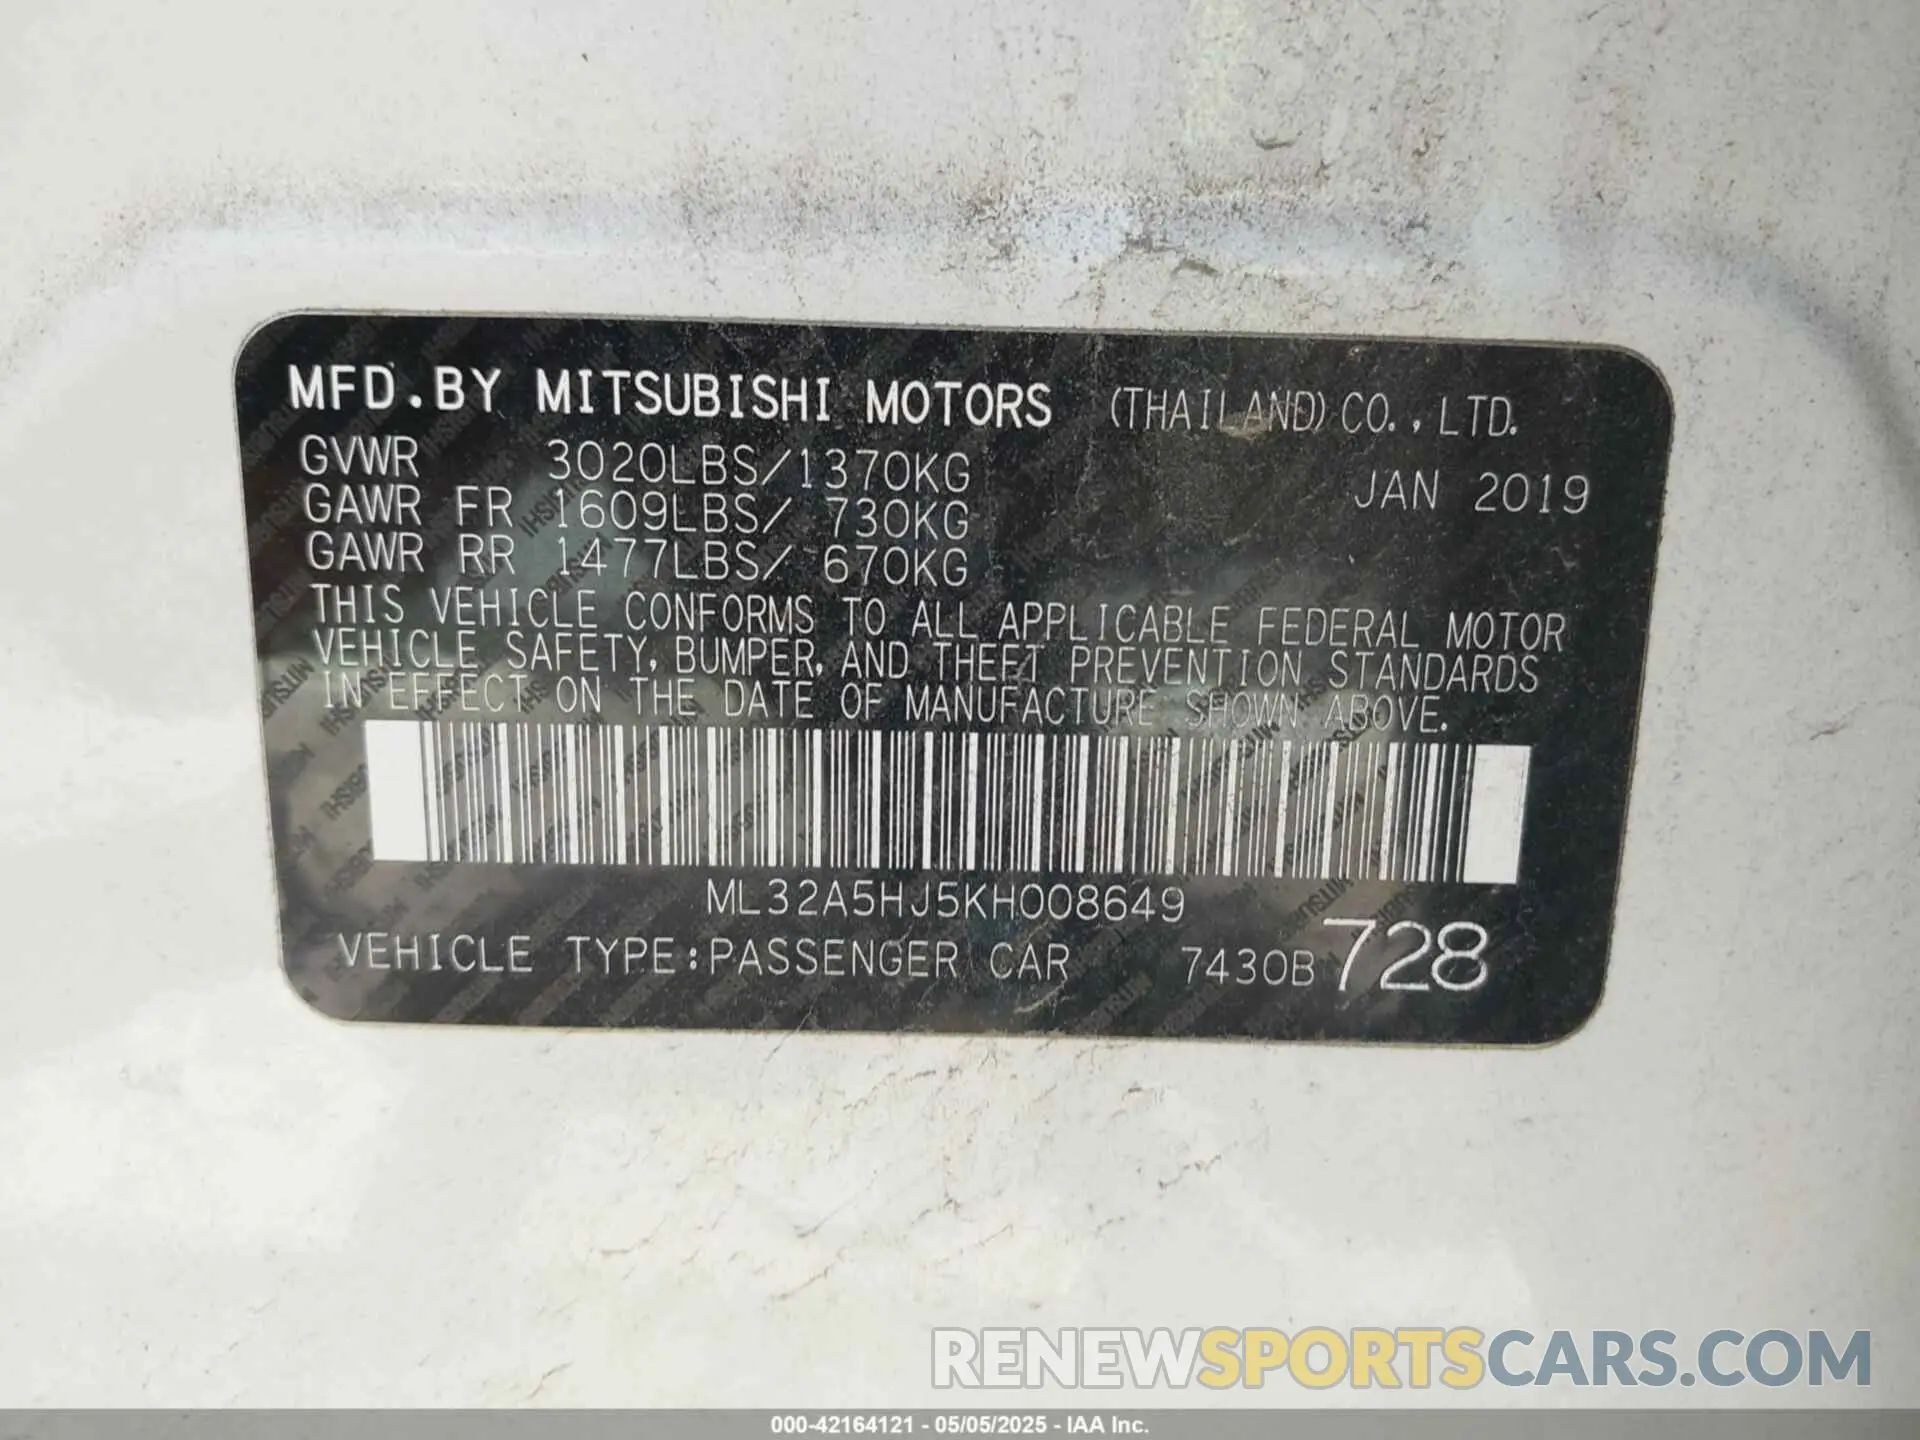 MFD.BY MITSUBISHI MOTORS (THAILAND)CO.,LTD.
GVWR 3020LBS/1370KG JAN 2019
GAWR FR 1609LBS/ 730KG
GAWR RR 1477LBS/ 670KG
THIS VEHICLE CONFORMS TO ALL APPLICABLE FEDERAL MOTOR
VEHICLE SAFETY, BUMPER, AND THEFT PREVENTION STANDARDS
IN EFFECT ON THE DATE OF MANUFACTURE SHOWN ABOVE.
ML32A5HJ5KH008649
VEHICLE TYPE:PASSENGER CAR 7430B 728
RENEWSPORTSCARS.COM
000-42164121 - 05/05/2025 - IAA Inc.